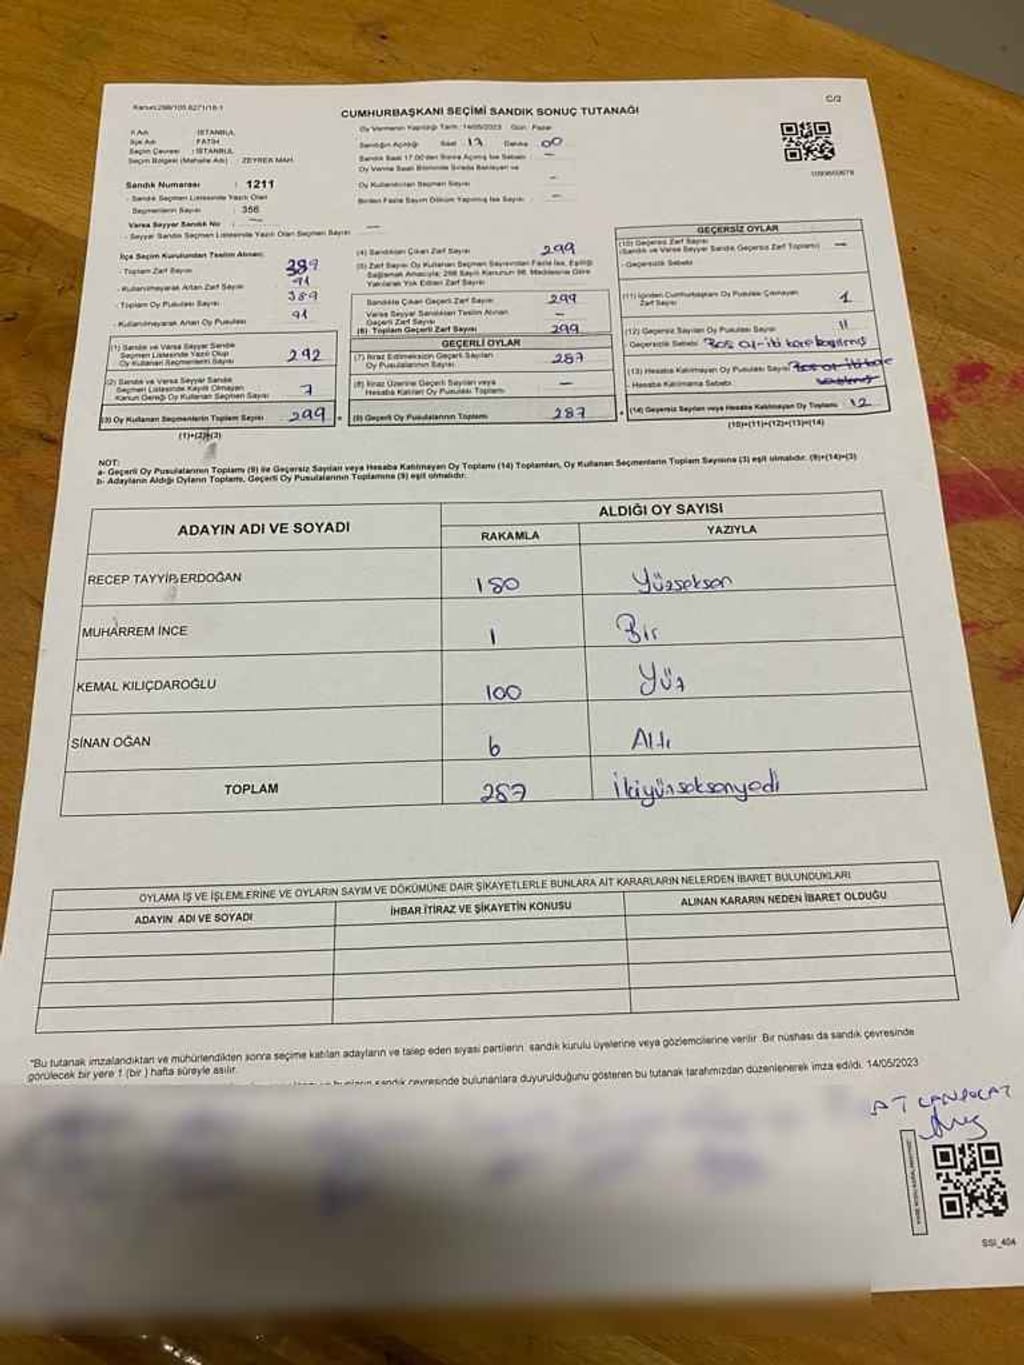 Kanun:298/105 6271/16-1
C/2
CUMHURBAŞKANI SEÇİMİ SANDIK SONUÇ TUTANAĞI
İl Adı : İSTANBUL
İlçe Adı : FATİH
Seçim Çevresi : İSTANBUL
Seçim Bölgesi (Mahalle Adı) : ZEYREK MAH.
Sandık Numarası : 1211
- Sandık Seçmen Listesinde Yazılı Olan
Seçmenlerin Sayısı : 356
Varsa Seyyar Sandık No : —
- Seyyar Sandık Seçmen Listesinde Yazılı Olan Seçmen Sayısı —
Oy Vermenin Yapıldığı Tarih : 14/05/2023 Gün : Pazar
Sandığın Açıldığı Saat : 17 Dakika 00
Sandık Saat 17.00'den Sonra Açılmış İse Sebebi —
Oy Verme Saati Bitiminde Sırada Bekleyen ve
Oy Kullandırılan Seçmen Sayısı —
Birden Fazla Sayım Döküm Yapılmış İse Sayısı —
İlçe Seçim Kurulundan Teslim Alınan:
- Toplam Zarf Sayısı 389
- Kullanılmayarak Artan Zarf Sayısı 91
- Toplam Oy Pusulası Sayısı 389
- Kullanılmayarak Artan Oy Pusulası 91
(1) Sandık ve Varsa Seyyar Sandık
Seçmen Listesinde Yazılı Olup
Oy Kullanan Seçmenlerin Sayısı 292
(2) Sandık ve Varsa Seyyar Sandık
Seçmen Listesinde Kayıtlı Olmayan
Kanun Gereği Oy Kullanan Seçmen Sayısı 7
(3) Oy Kullanan Seçmenlerin Toplam Sayısı 299
(1)+(2)=(3)
(4) Sandıktan Çıkan Zarf Sayısı 299
(5) Zarf Sayısı Oy Kullanan Seçmen Sayısından Fazla İse, Eşitliği
Sağlamak Amacıyla; 298 Sayılı Kanunun 98. Maddesine Göre
Yakılarak Yok Edilen Zarf Sayısı
Sandıkta Çıkan Geçerli Zarf Sayısı 299
Varsa Seyyar Sandıktan Teslim Alınan
Geçerli Zarf Sayısı —
(6) Toplam Geçerli Zarf Sayısı 299
GEÇERLİ OYLAR
(7) İtiraz Edilmeksizin Geçerli Sayılan
Oy Pusulasının Sayısı 287
(8) İtiraz Üzerine Geçerli Sayılan veya
Hesaba Katılan Oy Pusulası Toplamı —
(9) Geçerli Oy Pusulalarının Toplamı 287
GEÇERSİZ OYLAR
(10) Geçersiz Zarf Sayısı
(Sandık ve Varsa Seyyar Sandık Geçersiz Zarf Toplamı) —
- Geçersizlik Sebebi
(11) İçinden Cumhurbaşkanı Oy Pusulası Çıkmayan
Zarf Sayısı 1
(12) Geçersiz Sayılan Oy Pusulası Sayısı 11
- Geçersizlik Sebebi Boş oy-iki kare basılmış
(13) Hesaba Katılmayan Oy Pusulası Sayısı
- Hesaba Katılmama Sebebi
(14) Geçersiz Sayılan veya Hesaba Katılmayan Oy Toplamı 12
(10)+(11)+(12)+(13)=(14)
NOT:
a- Geçerli Oy Pusulalarının Toplamı (9) ile Geçersiz Sayılan veya Hesaba Katılmayan Oy Toplamı (14) Toplamları, Oy Kullanan Seçmenlerin Toplam Sayısına (3) eşit olmalıdır. (9)+(14)=(3)
b- Adayların Aldığı Oyların Toplamı, Geçerli Oy Pusulalarının Toplamına (9) eşit olmalıdır.
ADAYIN ADI VE SOYADI
ALDIĞI OY SAYISI
RAKAMLA YAZIYLA
RECEP TAYYİP ERDOĞAN 180 Yüzseksen
MUHARREM İNCE 1 Bir
KEMAL KILIÇDAROĞLU 100 Yüz
SİNAN OĞAN 6 Altı
TOPLAM 287 İkiyüzseksenyedi
OYLAMA İŞ VE İŞLEMLERİNE VE OYLARIN SAYIM VE DÖKÜMÜNE DAİR ŞİKAYETLERLE BUNLARA AİT KARARLARIN NELERDEN İBARET BULUNDUKLARI
ADAYIN ADI VE SOYADI İHBAR İTİRAZ VE ŞİKAYETİN KONUSU ALINAN KARARIN NEDEN İBARET OLDUĞU
"Bu tutanak imzalandıktan ve mühürlendikten sonra seçime katılan adayların ve talep eden siyasi partilerin sandık kurulu üyelerine veya gözlemcilerine verilir. Bir nüshası da sandık çevresinde
görülecek bir yere 1 (bir ) hafta süreyle asılır.
sandık çevresinde bulunanlara duyurulduğunu gösteren bu tutanak tarafımızdan düzenlenerek imza edildi. 14/05/2023
SSI_404